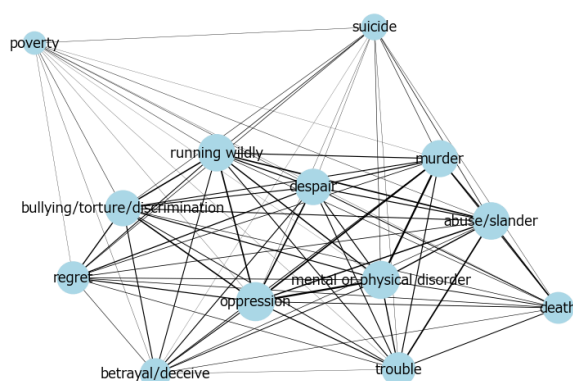 suicide
poverty
running wildly
murder
despair
bullying/torture/discrimination
abuse/slander
regret
mental or physical disorder
oppression
death
trouble
betrayal/deceive